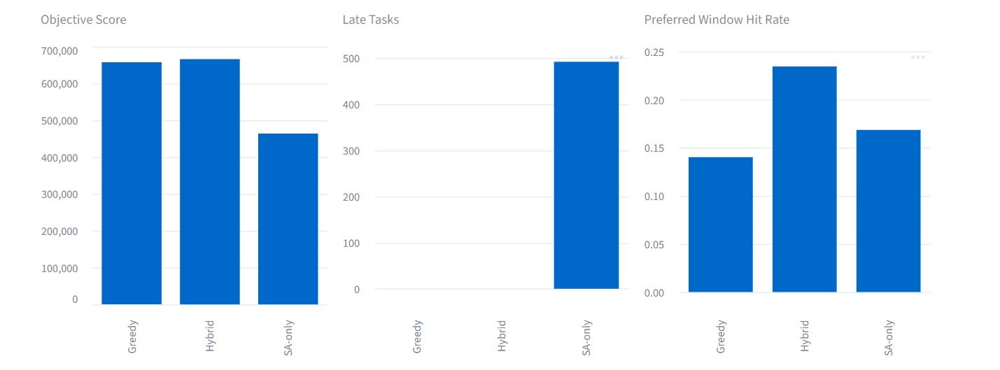 Objective Score
700,000
600,000
500,000
400,000
300,000
200,000
100,000
0
Greedy
Hybrid
SA-only
Late Tasks
500
400
300
200
100
0
Greedy
Hybrid
SA-only
Preferred Window Hit Rate
0.25
0.20
0.15
0.10
0.05
0.00
Greedy
Hybrid
SA-only